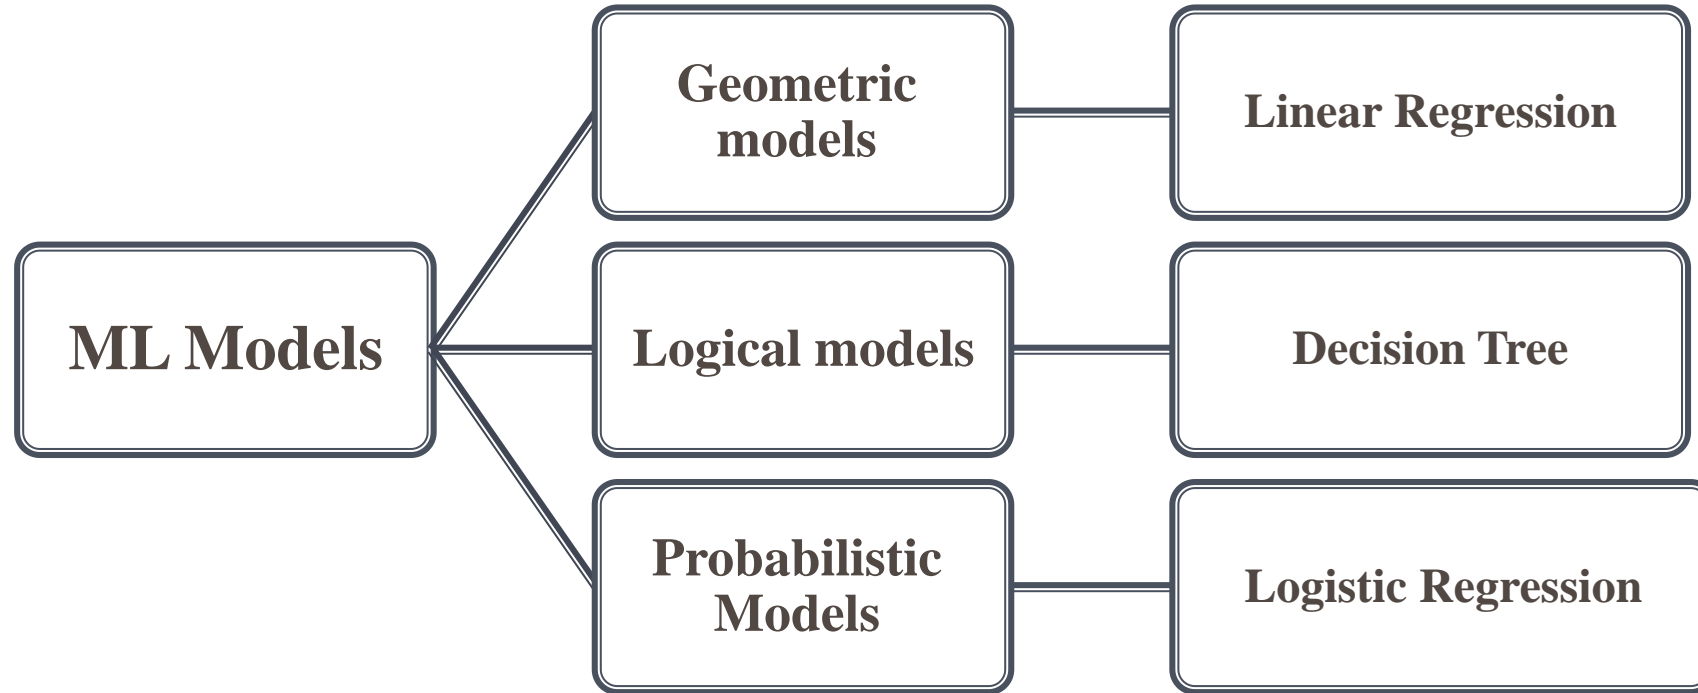 ML Models
Geometric
models
Linear Regression
Logical models
Decision Tree
Probabilistic
Models
Logistic Regression